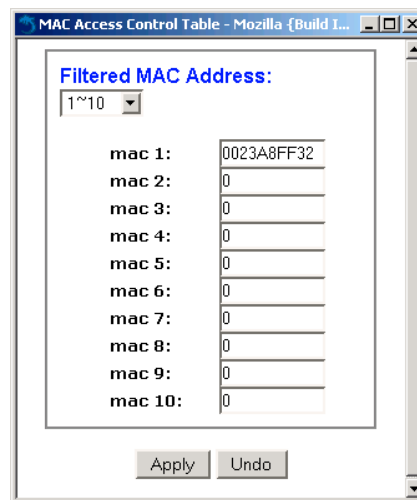 MAC Access Control Table - Mozilla {Build I...
Filtered MAC Address:
1~10
mac 1: 0023A8FF32
mac 2: 0
mac 3: 0
mac 4: 0
mac 5: 0
mac 6: 0
mac 7: 0
mac 8: 0
mac 9: 0
mac 10: 0
Apply Undo